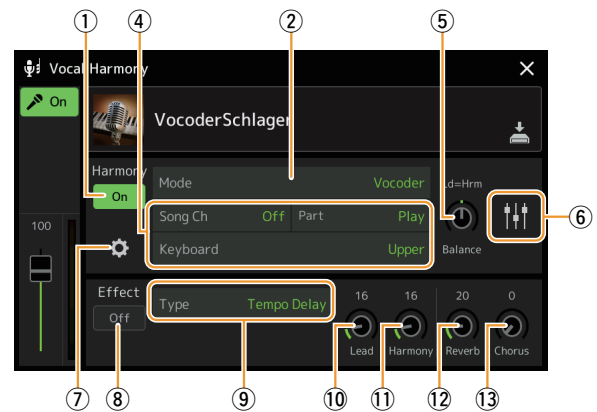 ① ④ ② ⑤
Vocal Harmony ×
On
VocoderSchlager
Harmony
On
Mode Vocoder
Ld=Hrm
Song Ch Off Part Play
Keyboard Upper
Balance
⑥
100
Effect
Off
Type Tempo Delay
16 16 20 0
Lead Harmony Reverb Chorus
⑦ ⑧ ⑨ ⑩ ⑪ ⑫ ⑬